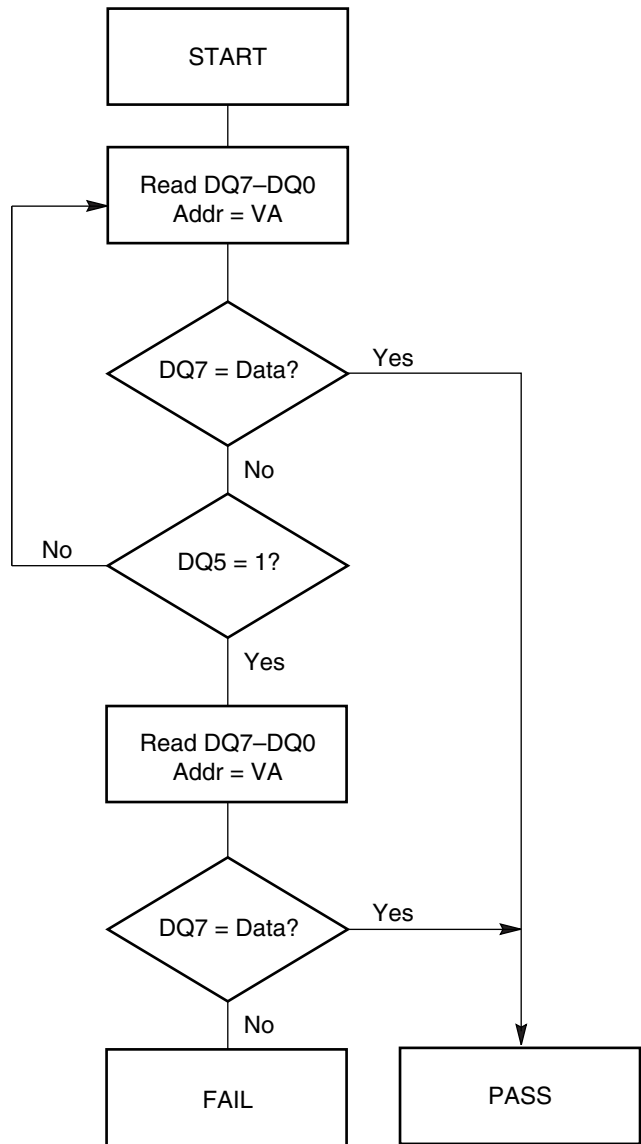 START
Read DQ7–DQ0
Addr = VA
DQ7 = Data?
Yes
No
No
DQ5 = 1?
Yes
Read DQ7–DQ0
Addr = VA
DQ7 = Data?
Yes
No
FAIL
PASS